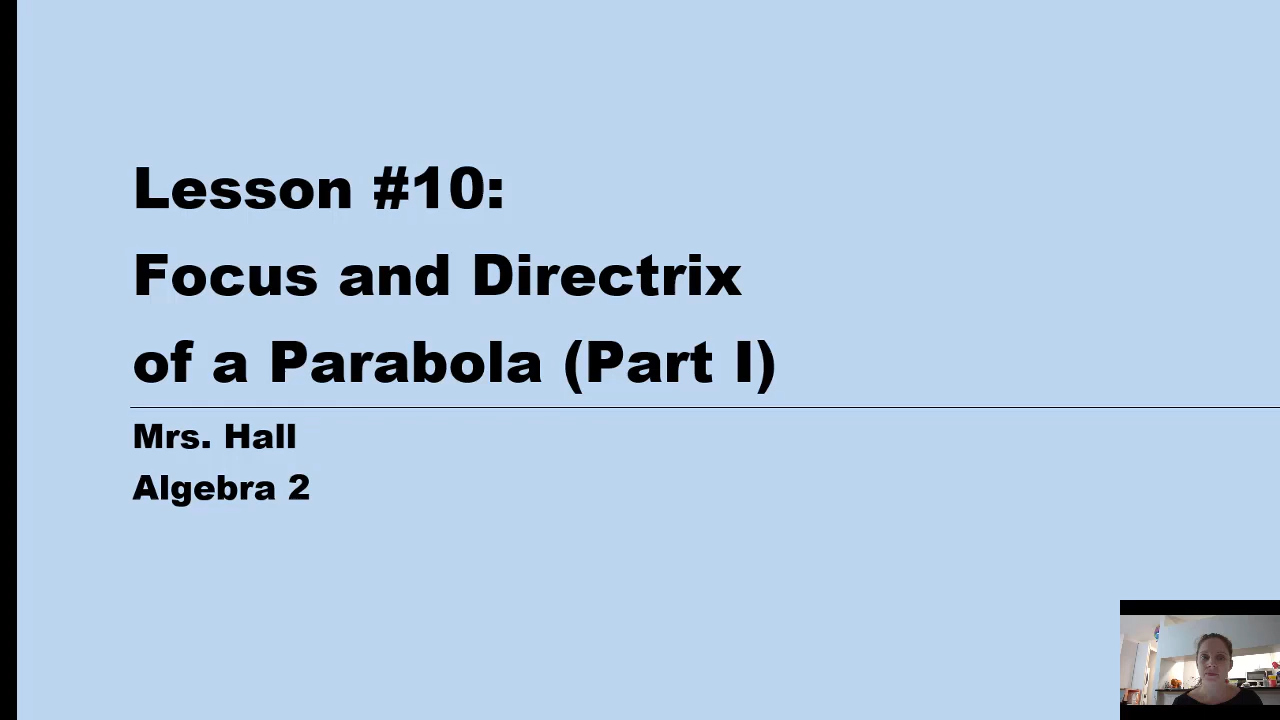 Lesson #10:
Focus and Directrix
of a Parabola (Part I)
Mrs. Hall
Algebra 2